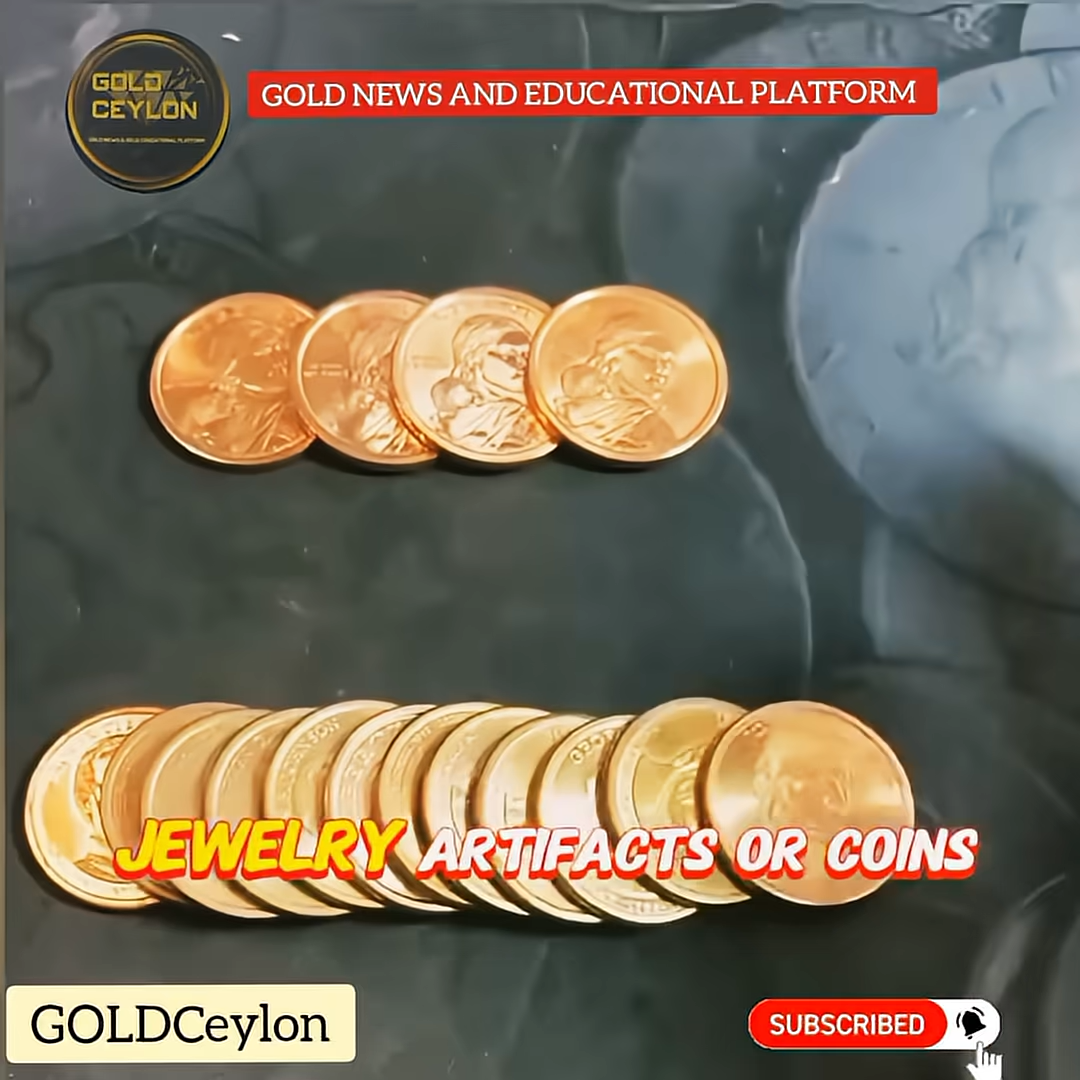 GOLD
CEYLON
GOLD NEWS AND EDUCATIONAL PLATFORM
JEWELRY ARTIFACTS OR COINS
GOLDCeylon
SUBSCRIBED